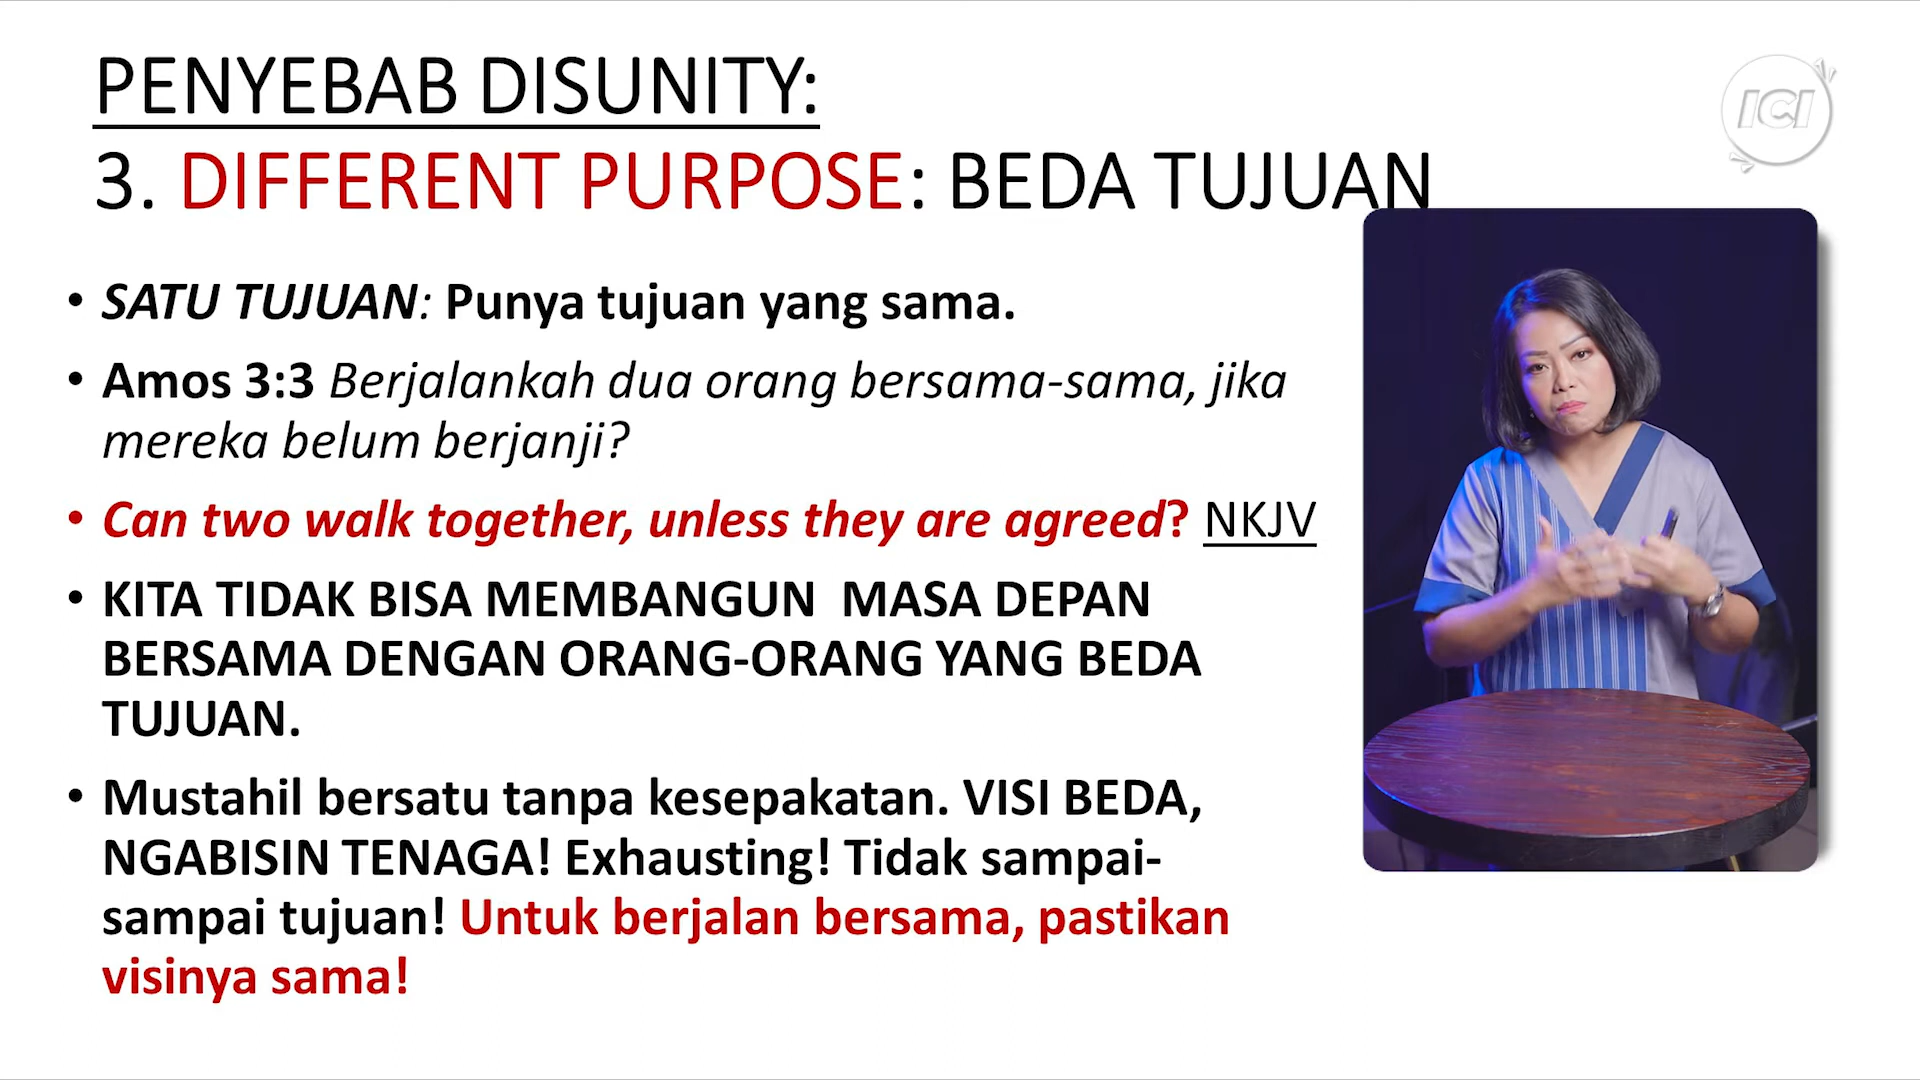 PENYEBAB DISUNITY:
3. DIFFERENT PURPOSE: BEDA TUJUAN
ICI
• SATU TUJUAN: Punya tujuan yang sama.
• Amos 3:3 Berjalankah dua orang bersama-sama, jika
mereka belum berjanji?
• Can two walk together, unless they are agreed? NKJV
• KITA TIDAK BISA MEMBANGUN  MASA DEPAN
BERSAMA DENGAN ORANG-ORANG YANG BEDA
TUJUAN.
• Mustahil bersatu tanpa kesepakatan. VISI BEDA,
NGABISIN TENAGA! Exhausting! Tidak sampai-
sampai tujuan! Untuk berjalan bersama, pastikan
visinya sama!